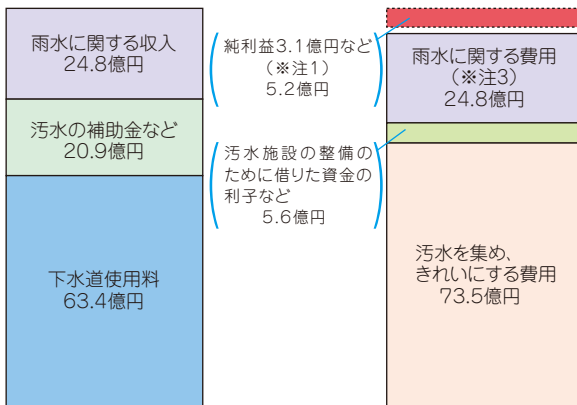 雨水に関する収入
24.8億円
汚水の補助金など
20.9億円
下水道使用料
63.4億円
純利益3.1億円など
（※注1）
5.2億円
汚水施設の整備の
ために借りた資金の
利子など
5.6億円
雨水に関する費用
（※注3）
24.8億円
汚水を集め、
きれいにする費用
73.5億円